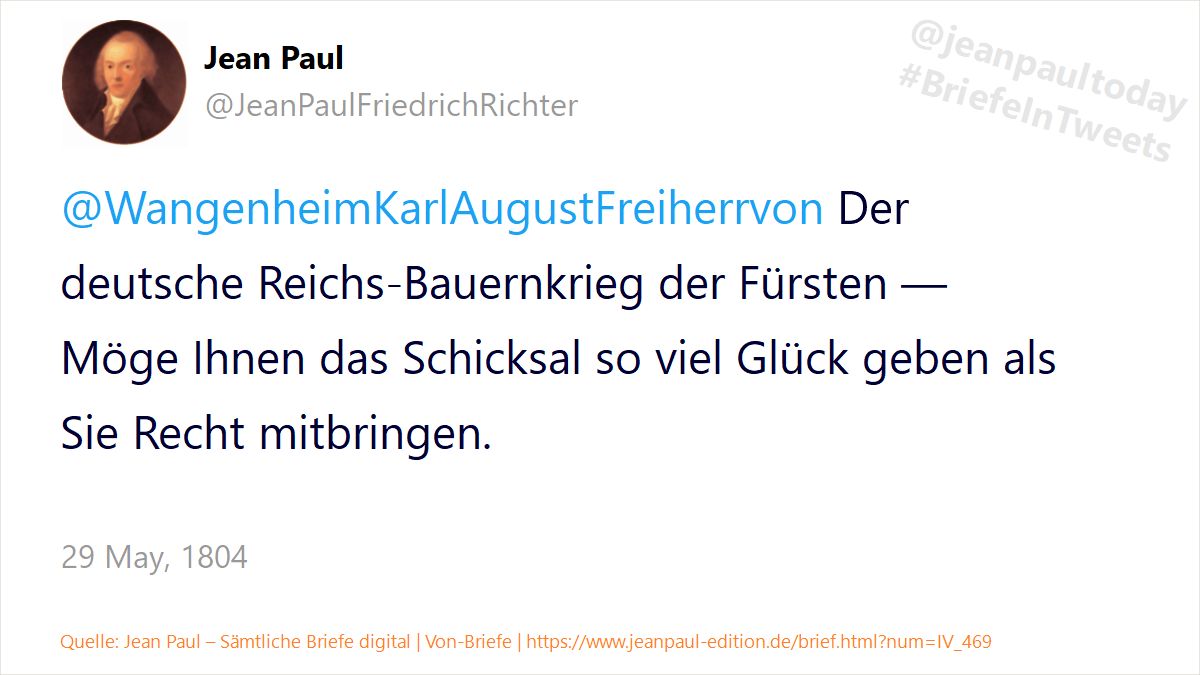 Jean Paul
@JeanPaulFriedrichRichter
@jeanpaultoday
#BriefeInTweets
@WangenheimKarlAugustFreiherrvon Der
deutsche Reichs-Bauernkrieg der Fürsten —
Möge Ihnen das Schicksal so viel Glück geben als
Sie Recht mitbringen.
29 May, 1804
Quelle: Jean Paul – Sämtliche Briefe digital | Von-Briefe | https://www.jeanpaul-edition.de/brief.html?num=IV_469